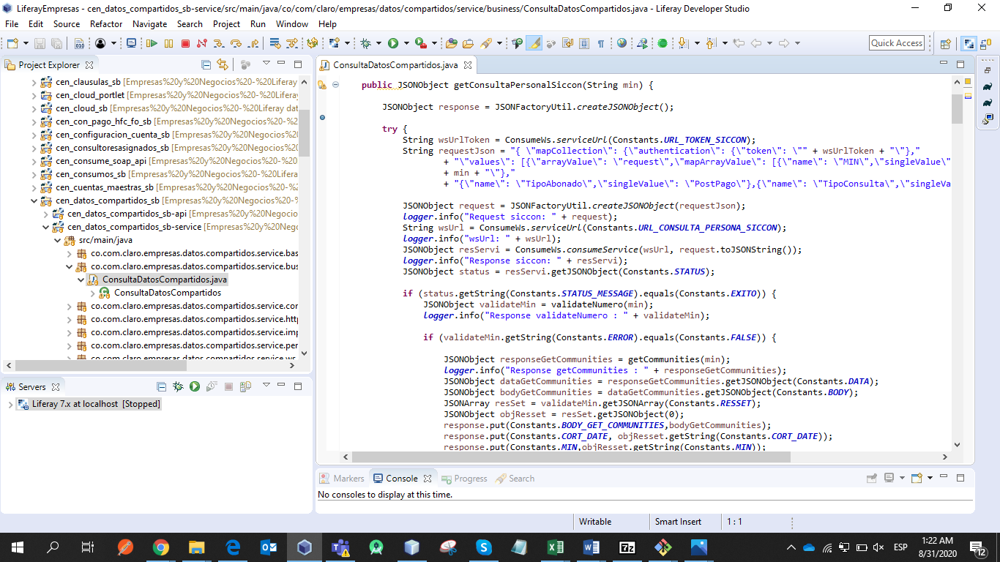 LiferayEmpresas - cen_datos_compartidos_sb-service/src/main/java/co/com/claro/empresas/datos/compartidos/service/business/ConsultaDatosCompartidos.java - Liferay Developer Studio
File Edit Source Refactor Navigate Search Project Run Window Help
Quick Access
Project Explorer
cen_clausulas_sb [Empresas%20y%20Negocios%20-%20Liferay
cen_cloud_portlet [Empresas%20y%20Negocios%20-%20Liferay
cen_cloud_sb [Empresas%20y%20Negocios%20-%20Liferay dat
cen_con_pago_hfc_fo_sb [Empresas%20y%20Negocios%20-%2
cen_configuracion_cuenta_sb [Empresas%20y%20Negocios%20
cen_consultoresasignados_sb [Empresas%20y%20Negocios%20
cen_consume_soap_api [Empresas%20y%20Negocios%20-%20
cen_consumos_sb [Empresas%20y%20Negocios%20-%20Lifera
cen_cuentas_maestras_sb [Empresas%20y%20Negocios%20-%2
cen_datos_compartidos_sb [Empresas%20y%20Negocios%20-%
cen_datos_compartidos_sb-api [Empresas%20y%20Negocio
cen_datos_compartidos_sb-service [Empresas%20y%20Nego
src/main/java
co.com.claro.empresas.datos.compartidos.service.bas
co.com.claro.empresas.datos.compartidos.service.bus
ConsultaDatosCompartidos.java
ConsultaDatosCompartidos
co.com.claro.empresas.datos.compartidos.service.cor
co.com.claro.empresas.datos.compartidos.service.htt
co.com.claro.empresas.datos.compartidos.service.imp
co.com.claro.empresas.datos.compartidos.service.per
co.com.claro.empresas.datos.compartidos.service.ws
Servers
Liferay 7.x at localhost [Stopped]
ConsultaDatosCompartidos.java
public JSONObject getConsultaPersonalSiccon(String min) {
JSONObject response = JSONFactoryUtil.createJSONObject();
try {
String wsUrlToken = ConsumeWs.serviceUrl(Constants.URL_TOKEN_SICCON);
String requestJson = "{ \"mapCollection\": {\"authentication\": {\"token\": \"" + wsUrlToken + "\"},"
+ "\"values\": [{\"arrayValue\": \"request\",\"mapArrayValue\": [{\"name\": \"MIN\",\"singleValue\"
+ min + "\"},"
+ "{\"name\": \"TipoAbonado\",\"singleValue\": \"PostPago\"},{\"name\": \"TipoConsulta\",\"singleVa
JSONObject request = JSONFactoryUtil.createJSONObject(requestJson);
logger.info("Request siccon: " + request);
String wsUrl = ConsumeWs.serviceUrl(Constants.URL_CONSULTA_PERSONA_SICCON);
logger.info("wsUrl: " + wsUrl);
JSONObject resServi = ConsumeWs.consumeService(wsUrl, request.toJSONString());
logger.info("Response siccon: " + resServi);
JSONObject status = resServi.getJSONObject(Constants.STATUS);
if (status.getString(Constants.STATUS_MESSAGE).equals(Constants.EXITO)) {
JSONObject validateMin = validateNumero(min);
logger.info("Response validateNumero : " + validateMin);
if (validateMin.getString(Constants.ERROR).equals(Constants.FALSE)) {
JSONObject responseGetCommunities = getCommunities(min);
logger.info("Response getCommunities : " + responseGetCommunities);
JSONObject dataGetCommunities = responseGetCommunities.getJSONObject(Constants.DATA);
JSONObject bodyGetCommunities = dataGetCommunities.getJSONObject(Constants.BODY);
JSONArray resSet = validateMin.getJSONArray(Constants.RESSET);
JSONObject objResset = resSet.getJSONObject(0);
response.put(Constants.BODY_GET_COMMUNITIES,bodyGetCommunities);
response.put(Constants.CORT_DATE, objResset.getString(Constants.CORT_DATE));
response.put(Constants.MIN,objResset.getString(Constants.MIN));
Markers Console Progress Search
No consoles to display at this time.
Writable Smart Insert 1 : 1
ESP
1:22 AM
8/31/2020
12